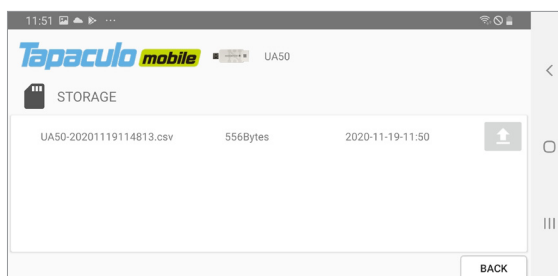 11:51
Tapaculo mobile UA50
STORAGE
UA50-20201119114813.csv 556Bytes 2020-11-19-11:50
BACK